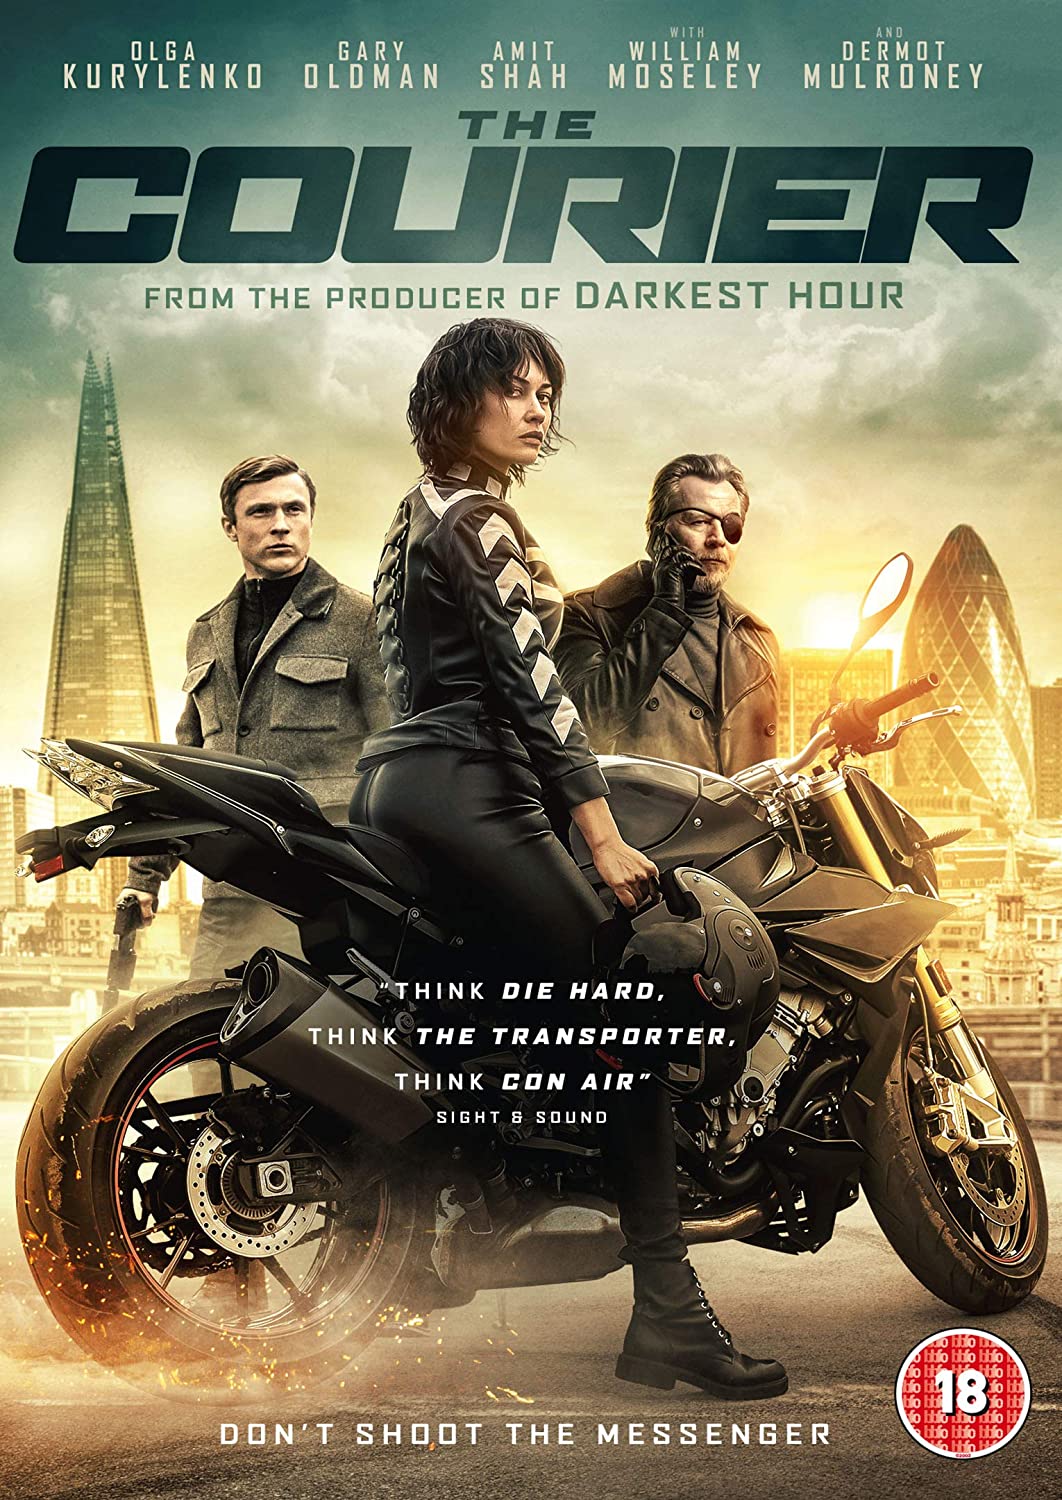 OLGA KURYLENKO
GARY OLDMAN
AMIT SHAH
WITH WILLIAM MOSELEY
AND DERMOT MULRONEY
THE
COURIER
FROM THE PRODUCER OF DARKEST HOUR
“THINK DIE HARD,
THINK THE TRANSPORTER,
THINK CON AIR”
SIGHT & SOUND
18
DON'T SHOOT THE MESSENGER